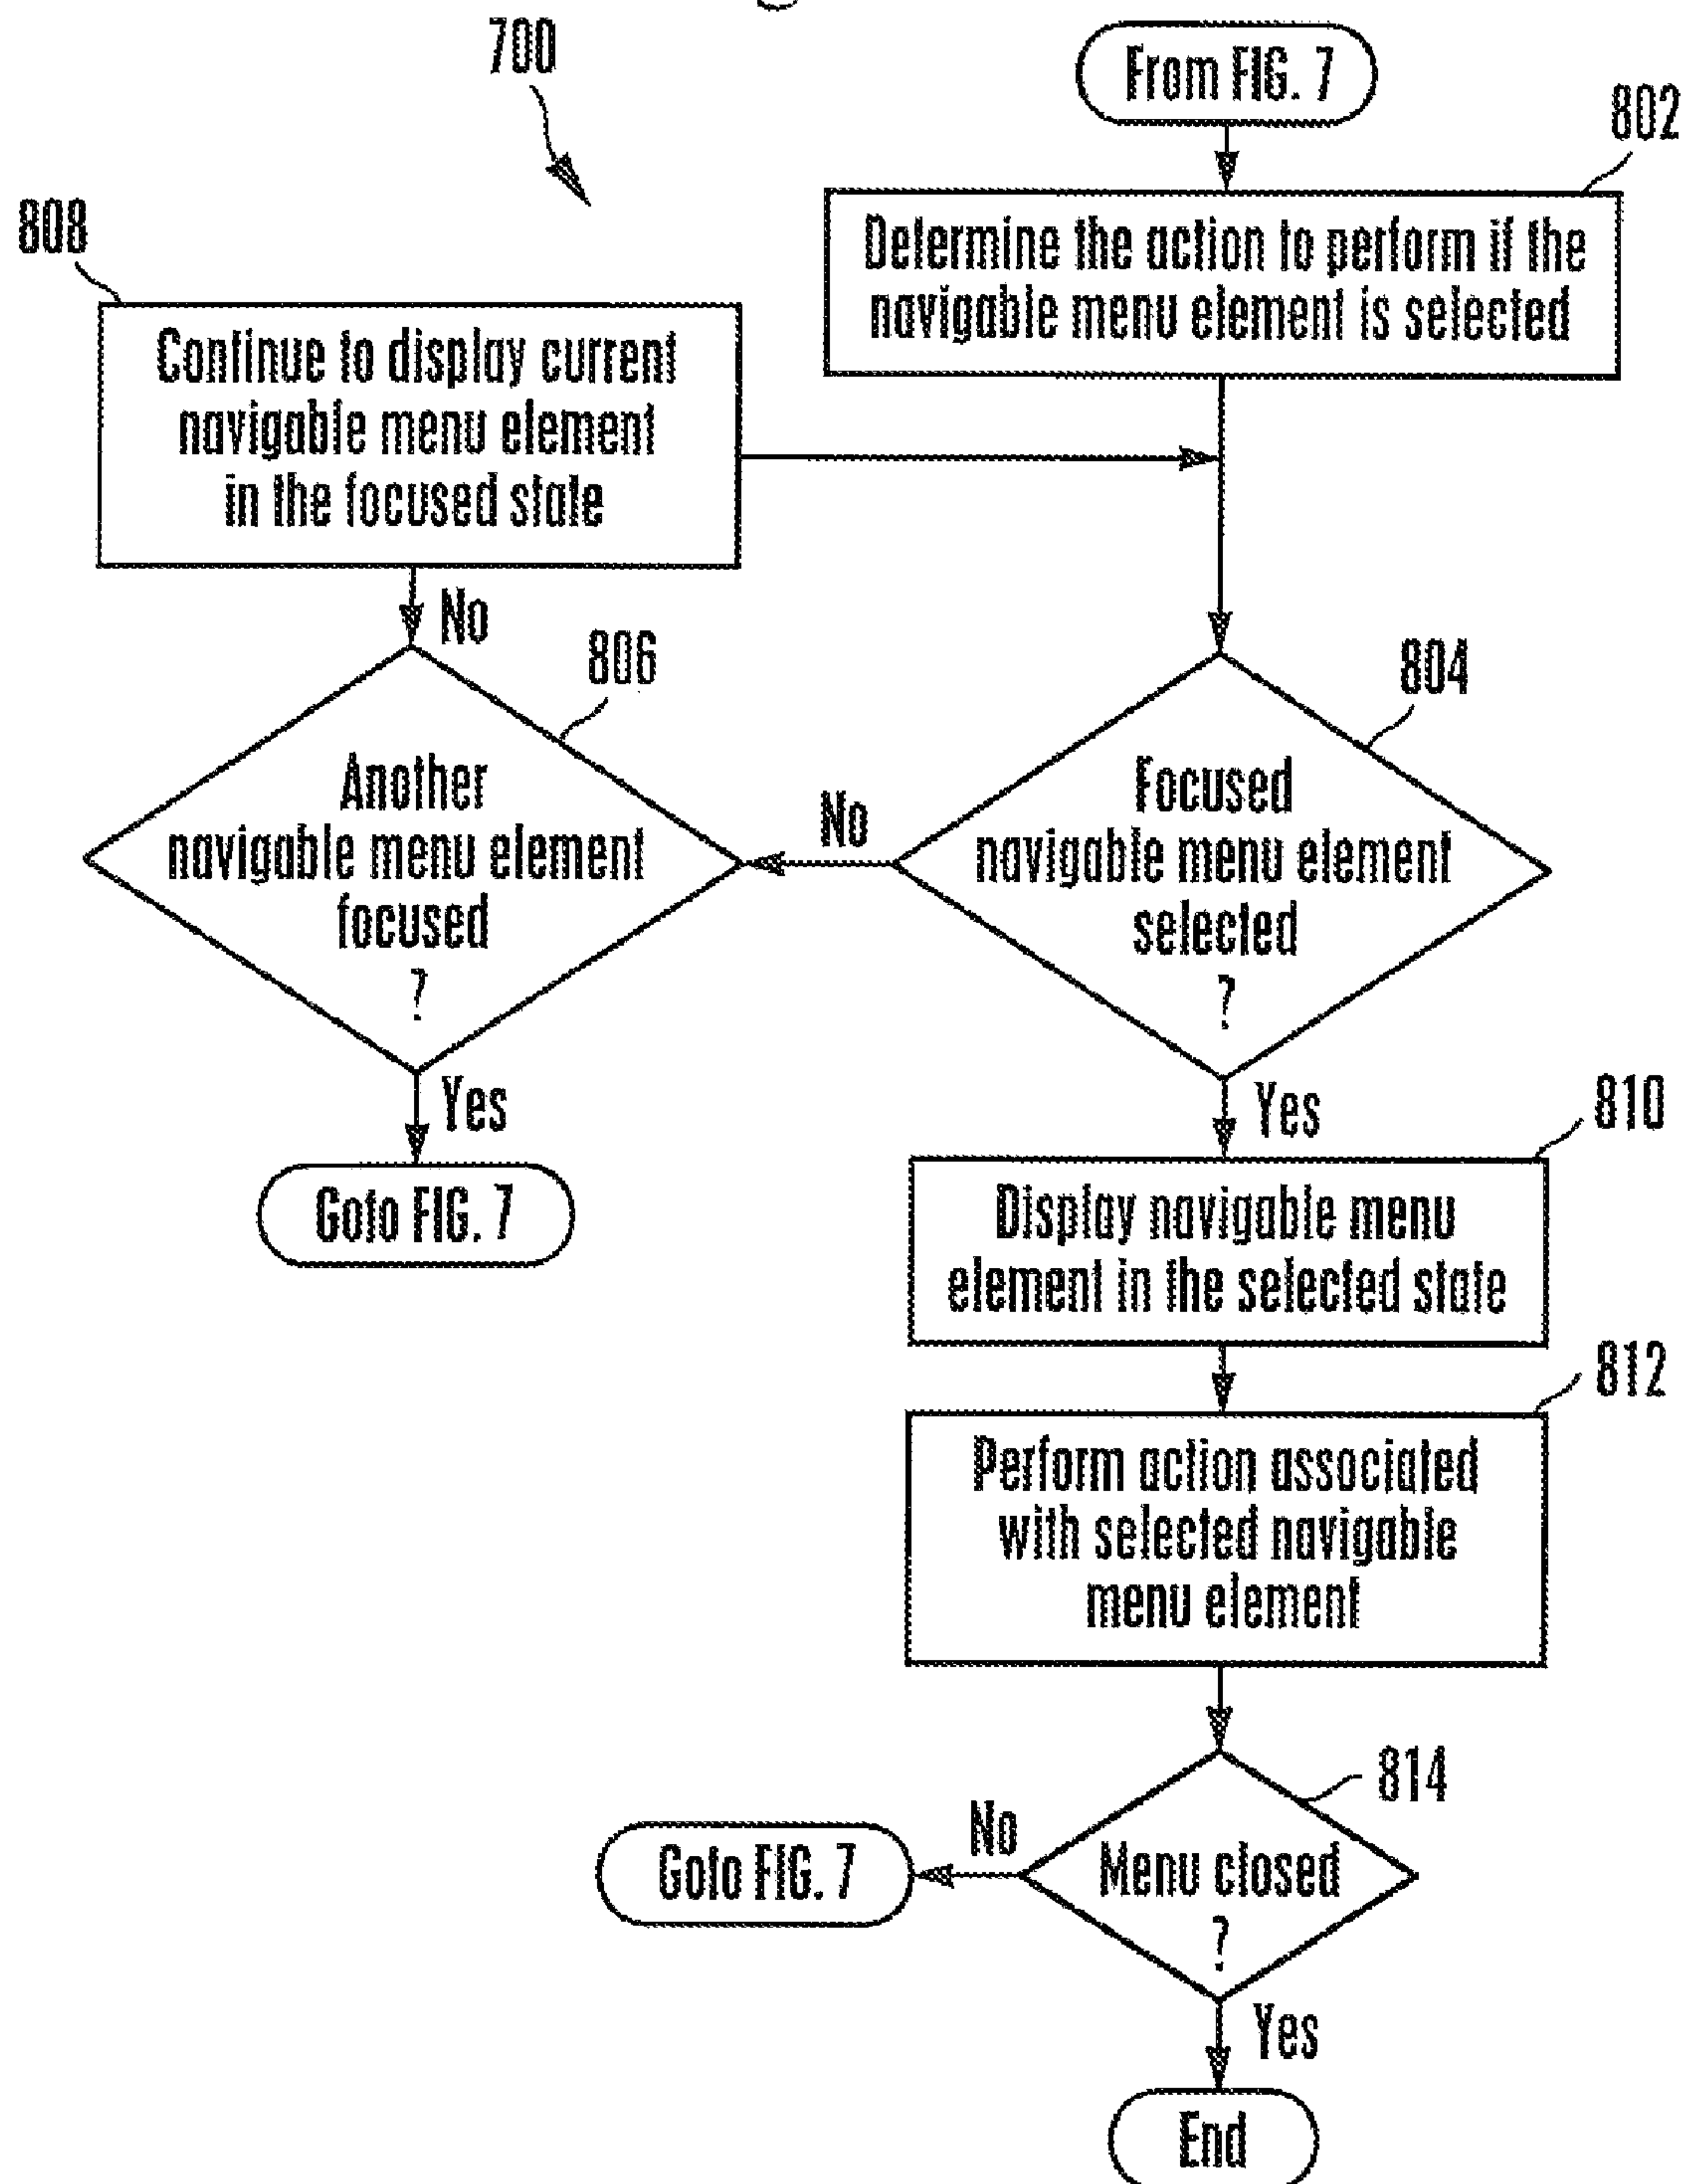 700
From FIG. 7
802
Determine the action to perform if the
navigable menu element is selected
808
Continue to display current
navigable menu element
in the focused state
No
806
Another
navigable menu element
focused
?
Yes
Goto FIG. 7
No
804
Focused
navigable menu element
selected
?
Yes
810
Display navigable menu
element in the selected state
812
Perform action associated
with selected navigable
menu element
814
Menu closed
?
No
Goto FIG. 7
Yes
End